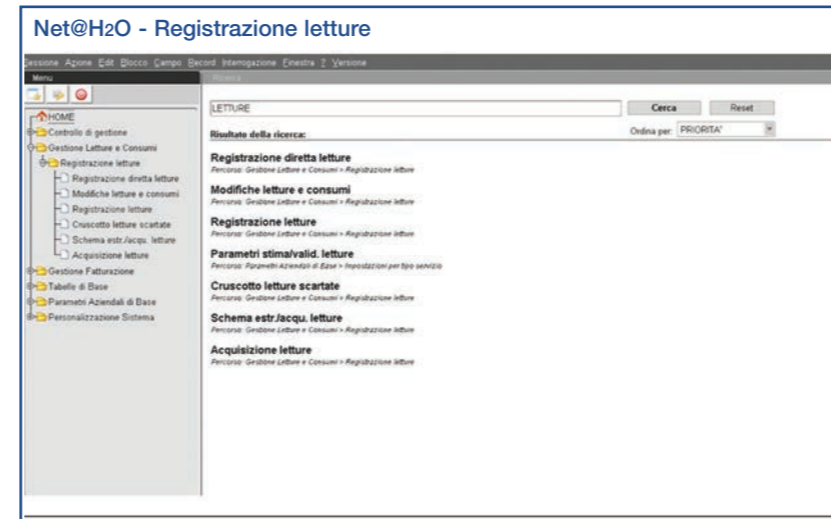 Net@H2O - Registrazione letture
Sessione Azione Edit Blocco Campo Record Interrogazione Finestra ? Versione
Menu
Ricerca
LETTURE
Cerca
Reset
Risultato della ricerca:
Ordina per: PRIORITA'
HOME
Controllo di gestione
Gestione Letture e Consumi
Registrazione letture
Registrazione diretta letture
Modifiche letture e consumi
Registrazione letture
Cruscotto letture scartate
Schema estr./acqu. letture
Acquisizione letture
Gestione Fatturazione
Tabelle di Base
Parametri Aziendali di Base
Personalizzazione Sistema
Registrazione diretta letture
Percorso: Gestione Letture e Consumi > Registrazione letture
Modifiche letture e consumi
Percorso: Gestione Letture e Consumi > Registrazione letture
Registrazione letture
Percorso: Gestione Letture e Consumi > Registrazione letture
Parametri stima/valid. letture
Percorso: Parametri Aziendali di Base > Impostazioni per tipo servizio
Cruscotto letture scartate
Percorso: Gestione Letture e Consumi > Registrazione letture
Schema estr./acqu. letture
Percorso: Gestione Letture e Consumi > Registrazione letture
Acquisizione letture
Percorso: Gestione Letture e Consumi > Registrazione letture